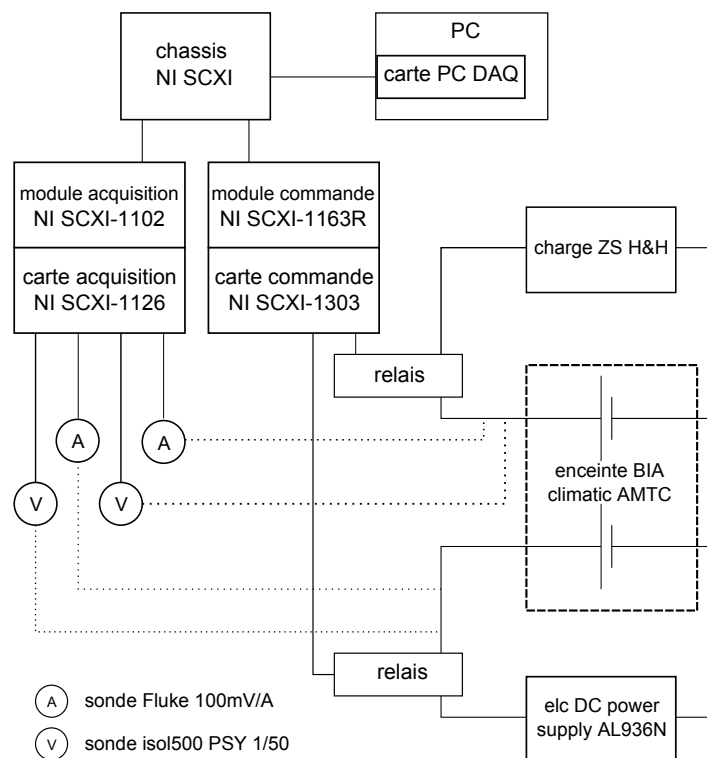 chassis
NI SCXI
PC
carte PC DAQ
module acquisition
NI SCXI-1102
module commande
NI SCXI-1163R
carte acquisition
NI SCXI-1126
carte commande
NI SCXI-1303
charge ZS H&H
relais
A
A
V
V
enceinte BIA
climatic AMTC
relais
elc DC power
supply AL936N
A sonde Fluke 100mV/A
V sonde isol500 PSY 1/50